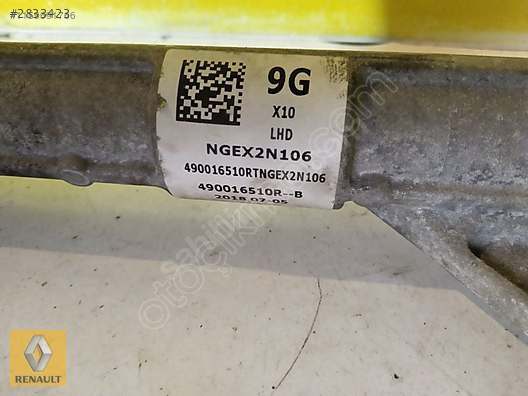 #2833423
9G
X10
LHD
NGEX2N106
490016510RTNGEX2N106
490016510R--B
2018 07-05
RENAULT